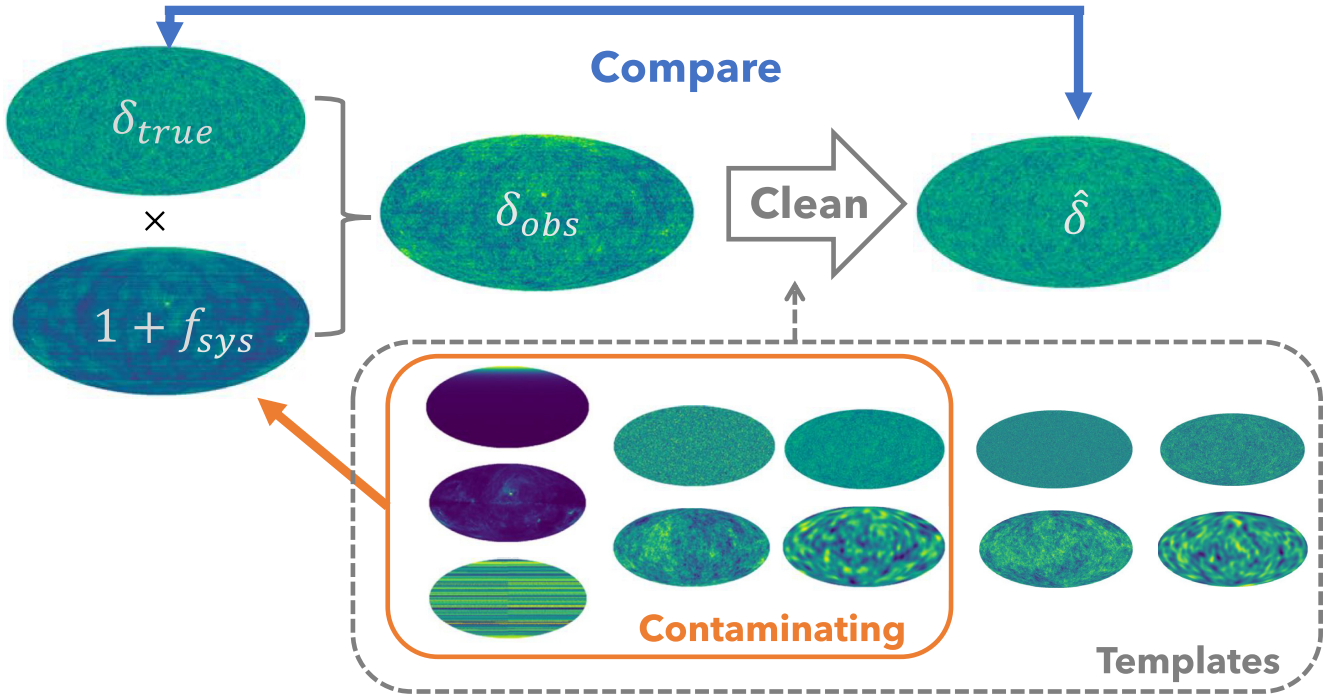 Compare
δ_true
×
1 + f_sys
δ_obs
Clean
δ̂
Contaminating
Templates